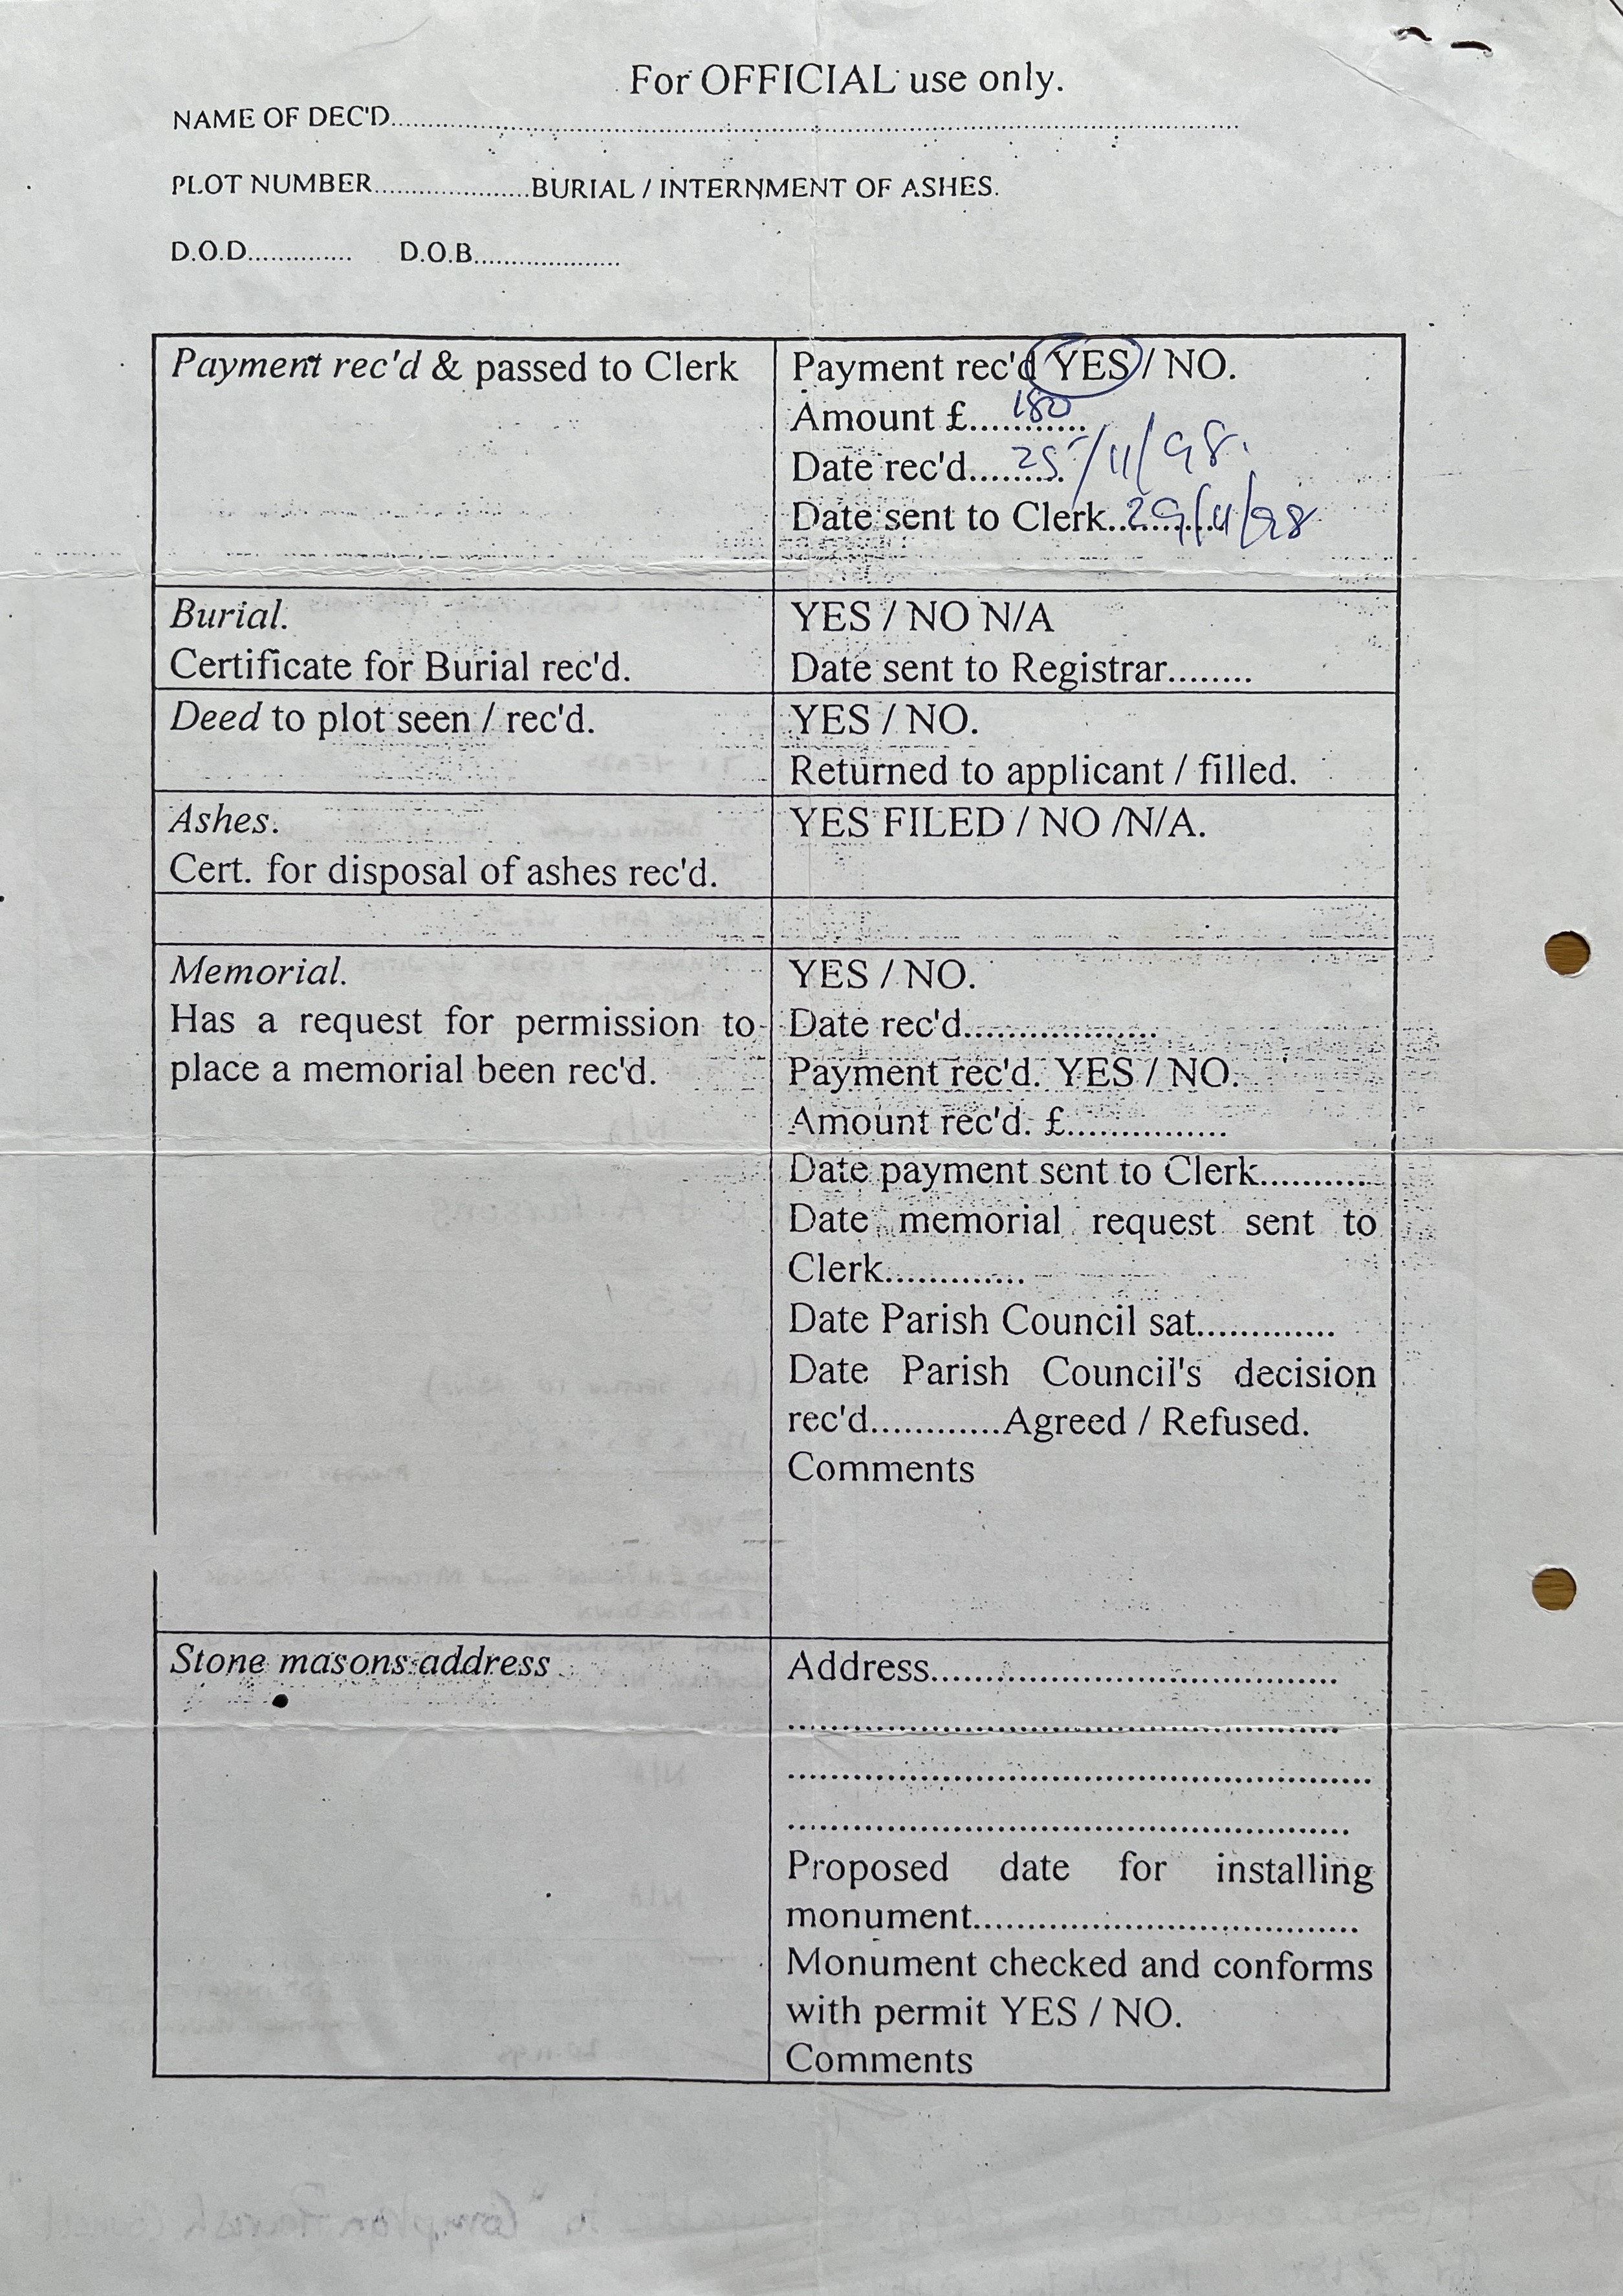 For OFFICIAL use only.
NAME OF DEC'D........................................................................
PLOT NUMBER.....................BURIAL / INTERNMENT OF ASHES.
D.O.D.............. D.O.B...................
Payment rec'd & passed to Clerk
Payment rec'd YES / NO.
Amount £....180........
Date rec'd....25/11/98.
Date sent to Clerk..29/11/98
Burial.
Certificate for Burial rec'd.
YES / NO N/A
Date sent to Registrar........
Deed to plot seen / rec'd.
YES / NO.
Returned to applicant / filled.
Ashes.
Cert. for disposal of ashes rec'd.
YES FILED / NO /N/A.
Memorial.
Has a request for permission to
place a memorial been rec'd.
YES / NO.
Date rec'd...................
Payment rec'd. YES / NO.
Amount rec'd. £................
Date payment sent to Clerk..........
Date memorial request sent to
Clerk..............
Date Parish Council sat..............
Date Parish Council's decision
rec'd.............Agreed / Refused.
Comments
Stone masons address
Address.........................................
........................................................
...........................................................
.........................................................
Proposed date for installing
monument.......................................
Monument checked and conforms
with permit YES / NO.
Comments